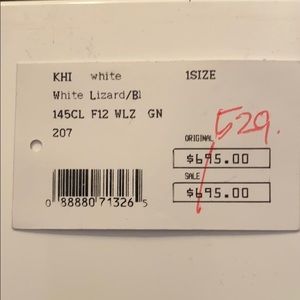 KHI white 1SIZE
White Lizard/Bl
145CL F12 WLZ GN
207
529.
ORIGINAL
$695.00
SALE
$695.00
0 88880 71326 5